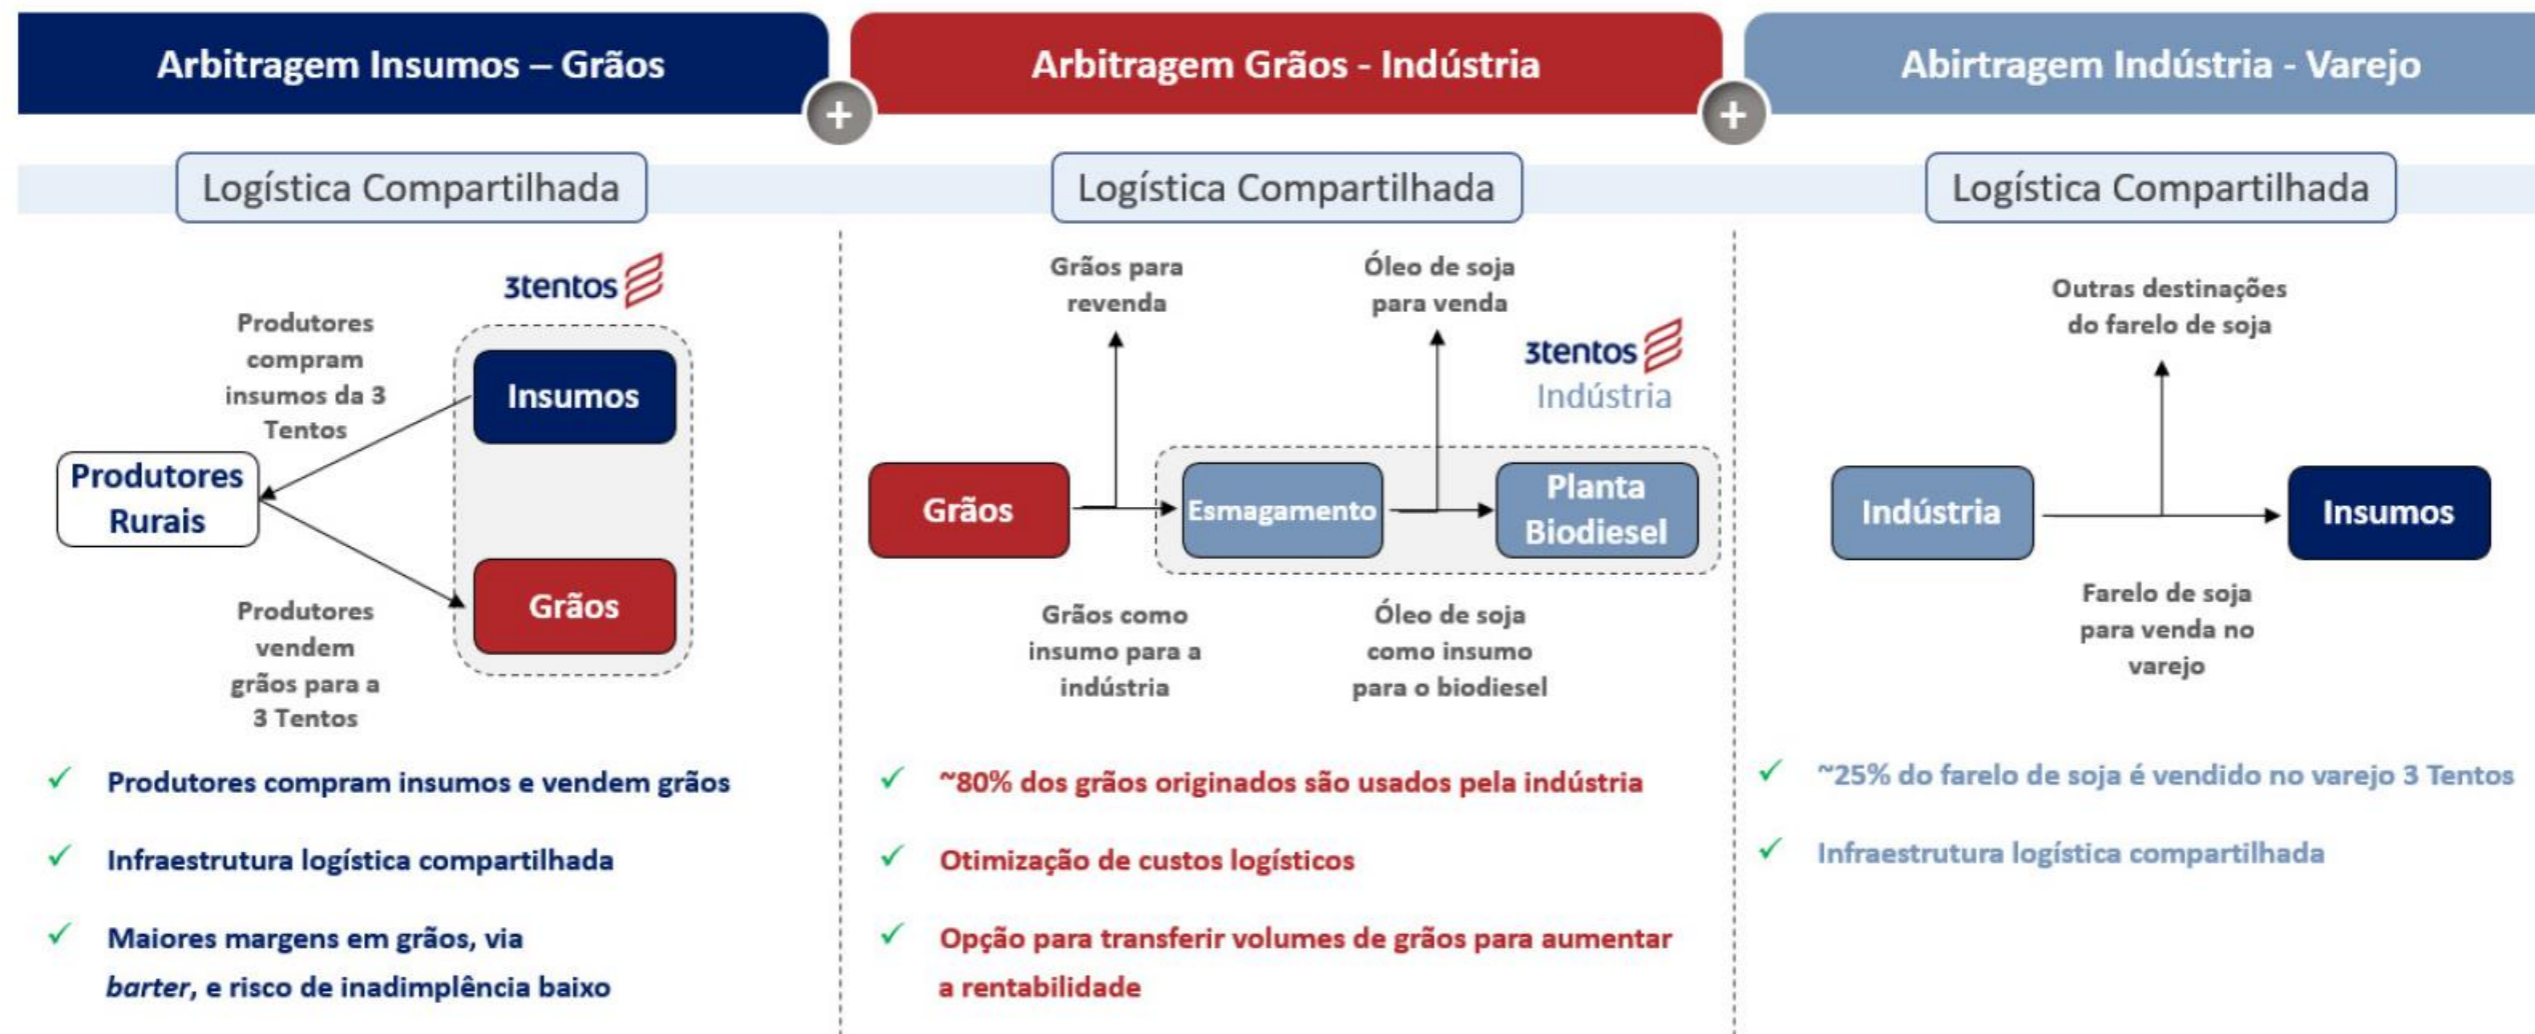 Arbitragem Insumos – Grãos
+
Arbitragem Grãos - Indústria
+
Abirtragem Indústria - Varejo
Logística Compartilhada
Logística Compartilhada
Logística Compartilhada
3tentos
Produtores
compram
insumos da 3
Tentos
Insumos
Produtores
Rurais
Grãos
Produtores
vendem
grãos para a
3 Tentos
✓ Produtores compram insumos e vendem grãos
✓ Infraestrutura logística compartilhada
✓ Maiores margens em grãos, via
barter, e risco de inadimplência baixo
Grãos para
revenda
Óleo de soja
para venda
3tentos
Indústria
Grãos
Esmagamento
Planta
Biodiesel
Grãos como
insumo para a
indústria
Óleo de soja
como insumo
para o biodiesel
✓ ~80% dos grãos originados são usados pela indústria
✓ Otimização de custos logísticos
✓ Opção para transferir volumes de grãos para aumentar
a rentabilidade
Outras destinações
do farelo de soja
Indústria
Insumos
Farelo de soja
para venda no
varejo
✓ ~25% do farelo de soja é vendido no varejo 3 Tentos
✓ Infraestrutura logística compartilhada